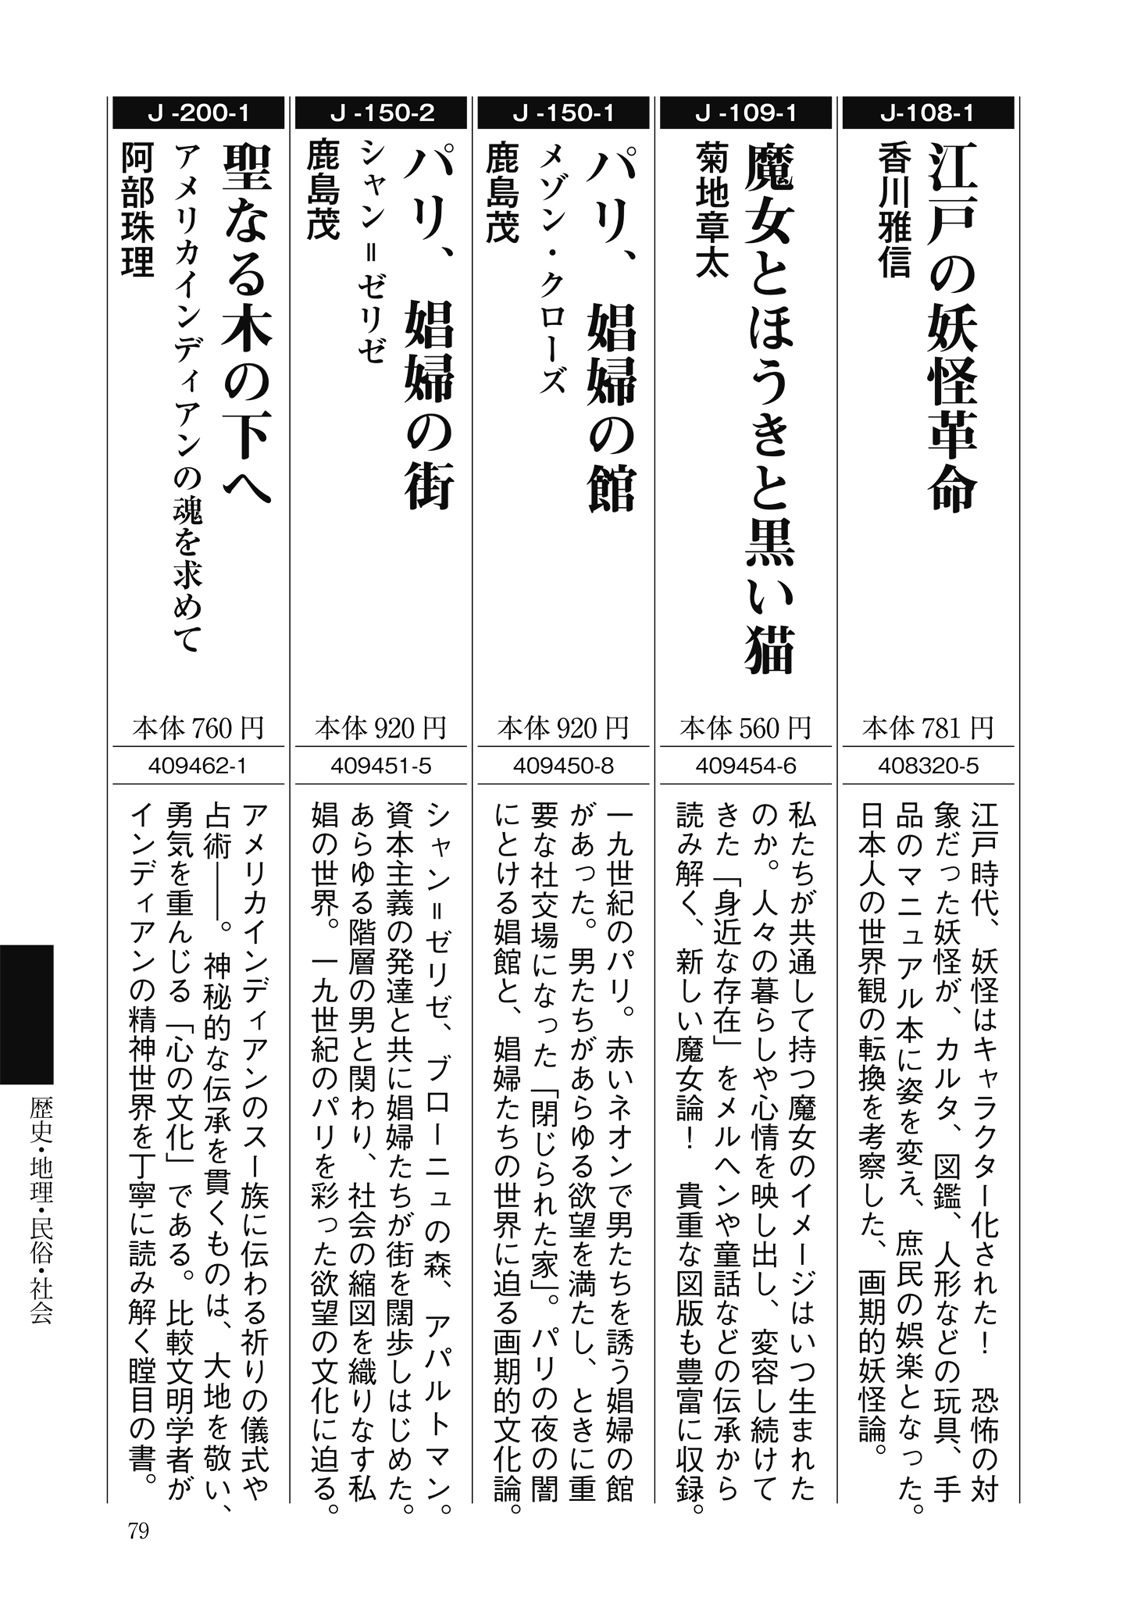 J-108-1
江戸の妖怪革命
香川雅信
本体 781 円
408320-5
江戸時代、妖怪はキャラクター化された！　恐怖の対
象だった妖怪が、カルタ、図鑑、人形などの玩具、手
品のマニュアル本に姿を変え、庶民の娯楽となった。
日本人の世界観の転換を考察した、画期的妖怪論。
J-109-1
魔女とほうきと黒い猫
菊地章太
本体 560 円
409454-6
私たちが共通して持つ魔女のイメージはいつ生まれた
のか。人々の暮らしや心情を映し出し、変容し続けて
きた「身近な存在」をメルヘンや童話などの伝承から
読み解く、新しい魔女論！　貴重な図版も豊富に収録。
J-150-1
パリ、娼婦の館
メゾン・クローズ
鹿島茂
本体 920 円
409450-8
一九世紀のパリ。赤いネオンで男たちを誘う娼婦の館
があった。男たちがあらゆる欲望を満たし、ときに重
要な社交場になった「閉じられた家」。パリの夜の闇
にとける娼館と、娼婦たちの世界に迫る画期的文化論。
J-150-2
パリ、娼婦の街
シャン＝ゼリゼ
鹿島茂
本体 920 円
409451-5
シャン＝ゼリゼ、ブローニュの森、アパルトマン。
資本主義の発達と共に娼婦たちが街を闊歩しはじめた。
あらゆる階層の男と関わり、社会の縮図を織りなす私
娼の世界。一九世紀のパリを彩った欲望の文化に迫る。
J-200-1
聖なる木の下へ
アメリカインディアンの魂を求めて
阿部珠理
本体 760 円
409462-1
アメリカインディアンのスー族に伝わる祈りの儀式や
占術――。神秘的な伝承を貫くものは、大地を敬い、
勇気を重んじる「心の文化」である。比較文明学者が
インディアンの精神世界を丁寧に読み解く瞠目の書。
歴史・地理・民俗・社会
79